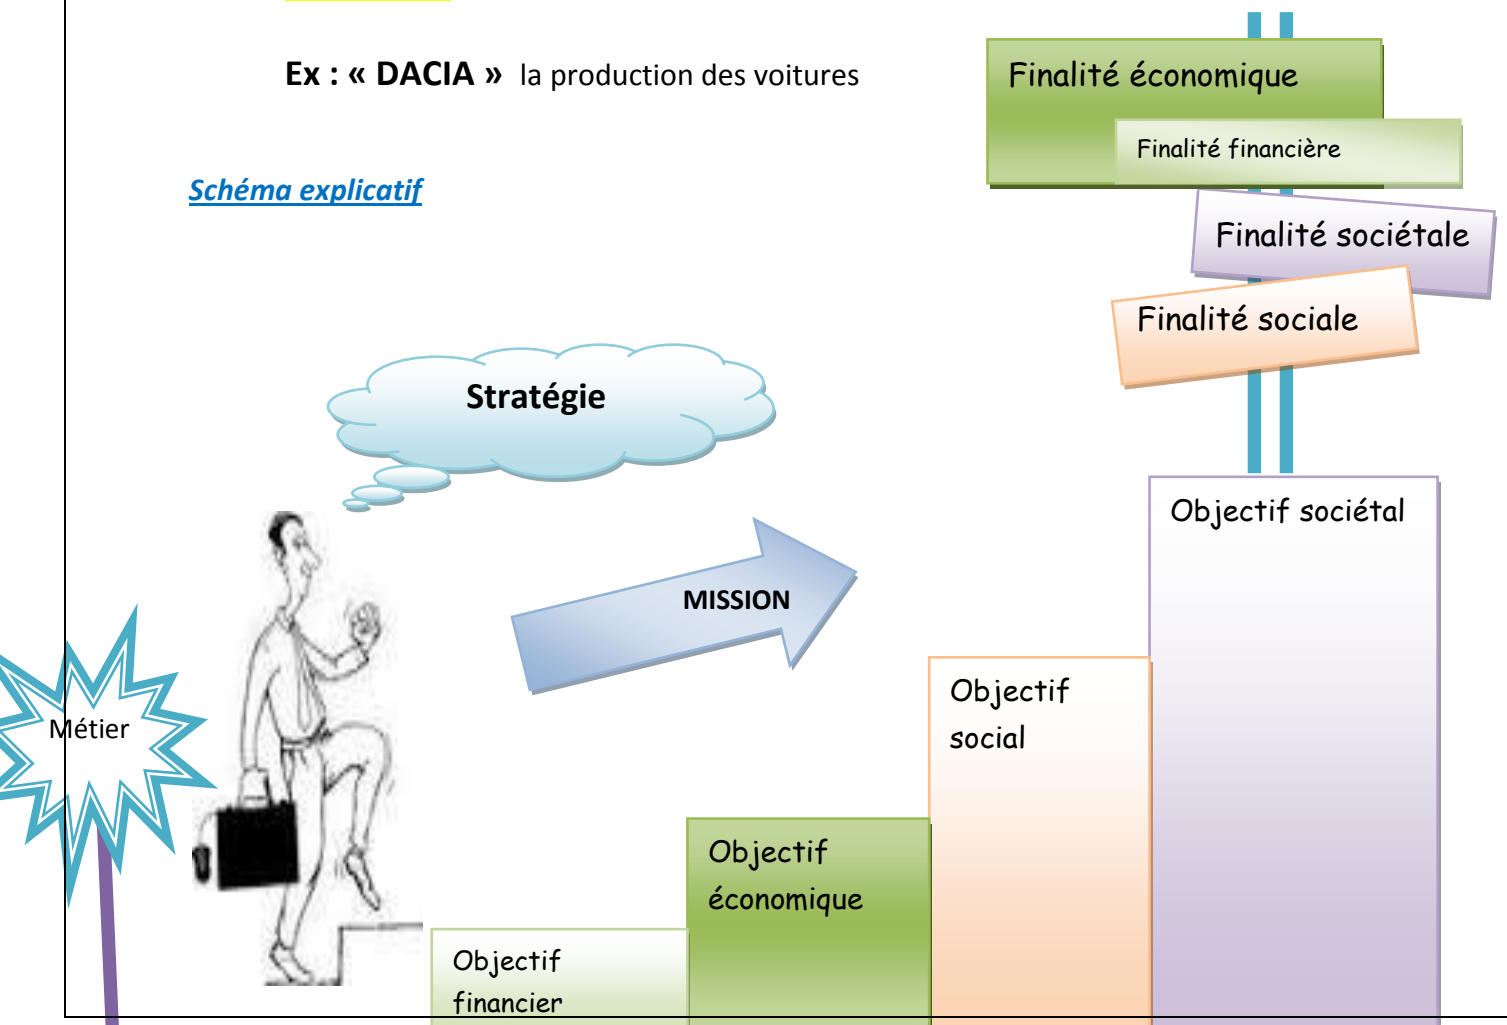 Ex : « DACIA » la production des voitures
Finalité économique
Finalité financière
Schéma explicatif
Finalité sociétale
Finalité sociale
Stratégie
Objectif sociétal
MISSION
Objectif
social
Métier
Objectif
économique
Objectif
financier